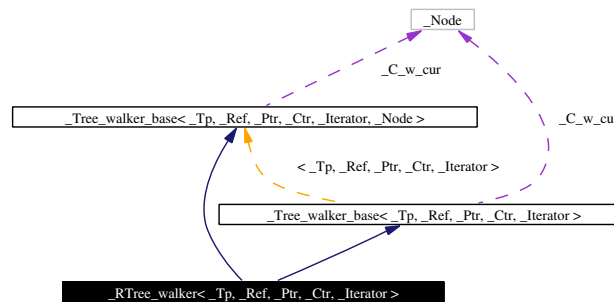 _Node
_C_w_cur
_Tree_walker_base< _Tp, _Ref, _Ptr, _Ctr, _Iterator, _Node >
_C_w_cu
< _Tp, _Ref, _Ptr, _Ctr, _Iterator >
_Tree_walker_base< _Tp, _Ref, _Ptr, _Ctr, _Iterator >
_RTree_walker< _Tp, _Ref, _Ptr, _Ctr, _Iterator >